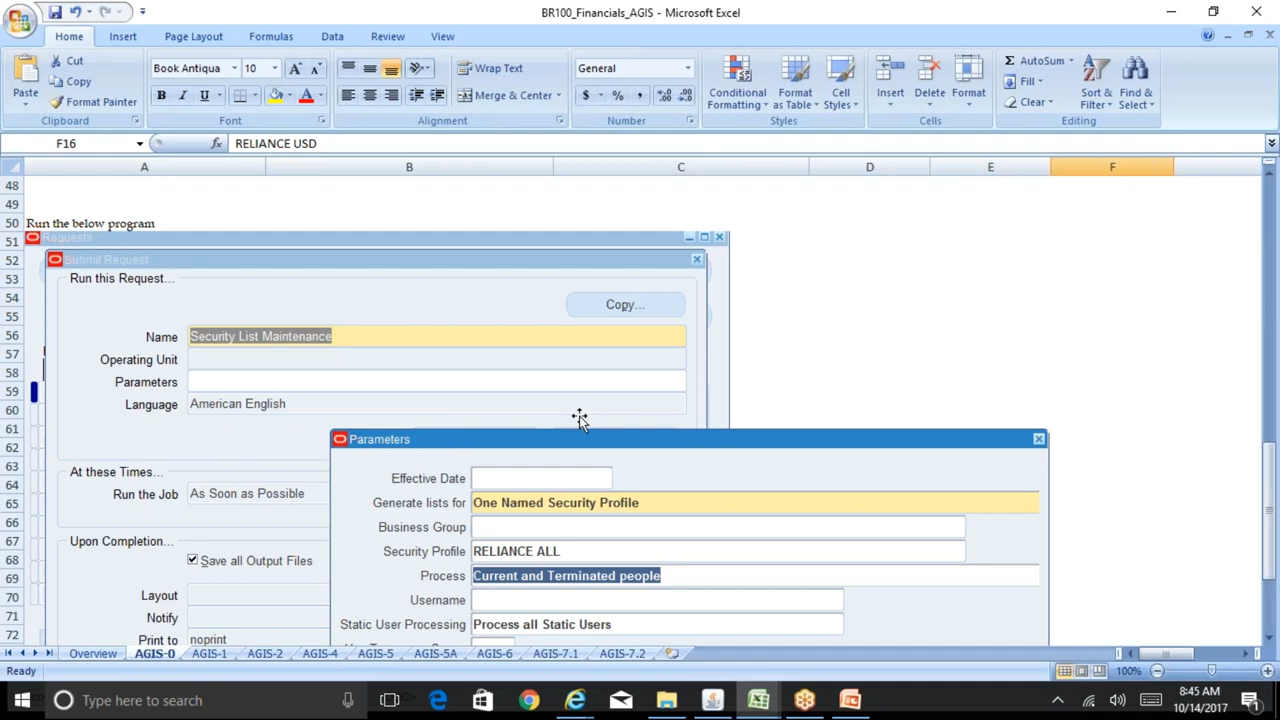 BR100_Financials_AGIS - Microsoft Excel
Home Insert Page Layout Formulas Data Review View
Paste
Cut
Copy
Format Painter
Clipboard
Book Antiqua 10
B I U
Font
Wrap Text
Merge & Center
Alignment
General
$ % ,
Number
Conditional Formatting
Format as Table
Cell Styles
Styles
Insert Delete Format
Cells
AutoSum
Fill
Clear
Sort & Filter
Find & Select
Editing
F16 fx RELIANCE USD
A B C D E F
48
49
50 Run the below program
51 Requests
52 Submit Request
53 Run this Request...
54 Copy...
55
56 Name Security List Maintenance
57 Operating Unit
58 Parameters
59 Language American English
60
61 Parameters
62
63 At these Times...
64 Effective Date
65 Run the Job As Soon as Possible
Generate lists for One Named Security Profile
66 Business Group
67 Upon Completion...
Security Profile RELIANCE ALL
68 Save all Output Files
69 Process Current and Terminated people
70 Layout
Username
71 Notify
Static User Processing Process all Static Users
72 Print to noprint
Overview AGIS-0 AGIS-1 AGIS-2 AGIS-4 AGIS-5 AGIS-5A AGIS-6 AGIS-7.1 AGIS-7.2
Ready 100%
Type here to search
8:45 AM
10/14/2017